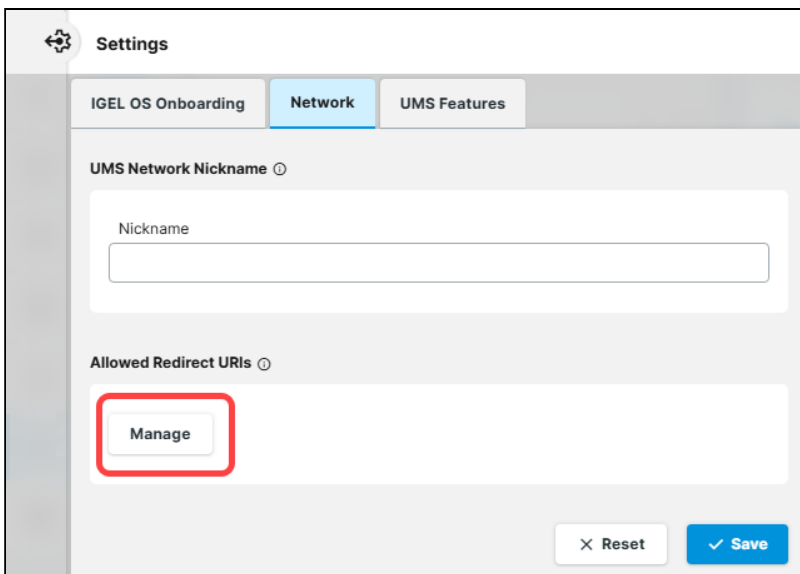 Settings
IGEL OS Onboarding Network UMS Features
UMS Network Nickname
Nickname
Allowed Redirect URIs
Manage
Reset Save